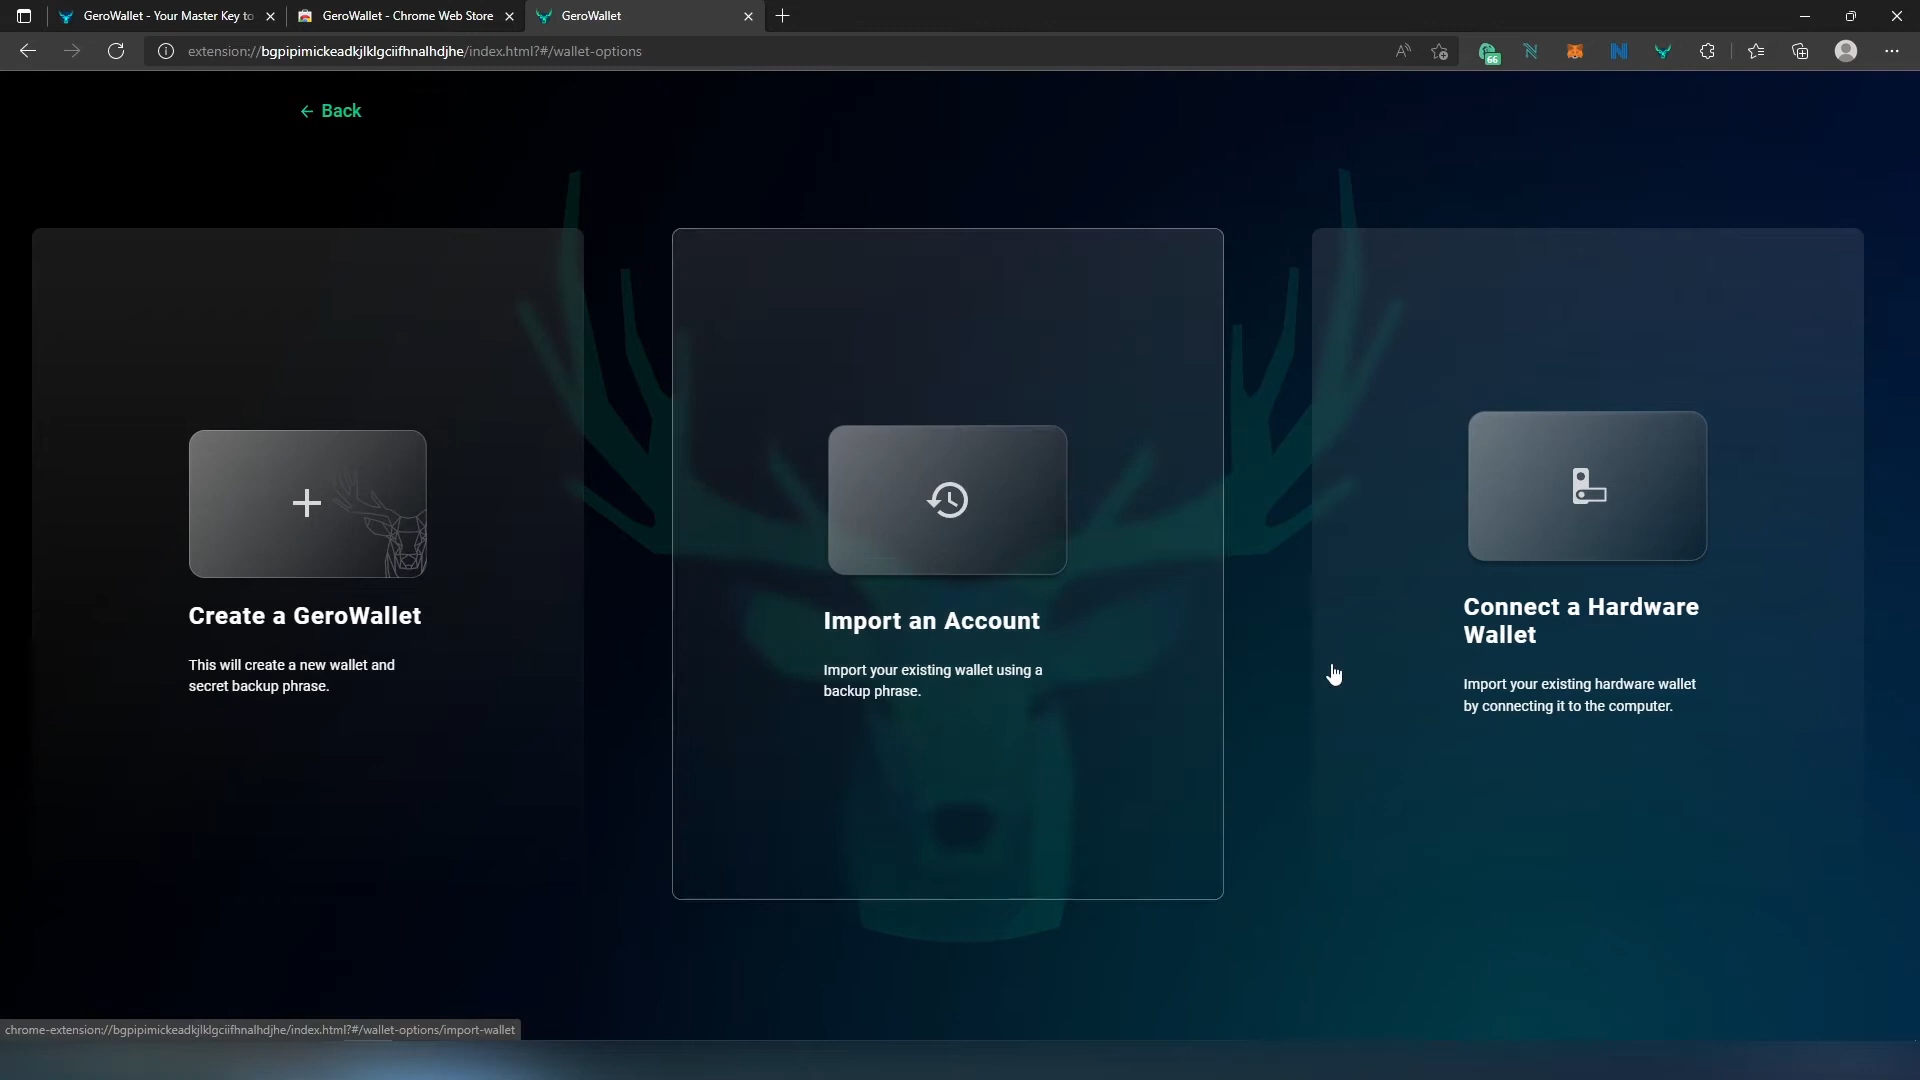 GeroWallet - Your Master Key to
GeroWallet - Chrome Web Store
GeroWallet
extension://bgpipimickeadkjlklgciifhnalhdjhe/index.html?#/wallet-options
66
Back
Create a GeroWallet
This will create a new wallet and
secret backup phrase.
Import an Account
Import your existing wallet using a
backup phrase.
Connect a Hardware
Wallet
Import your existing hardware wallet
by connecting it to the computer.
chrome-extension://bgpipimickeadkjlklgciifhnalhdjhe/index.html?#/wallet-options/import-wallet